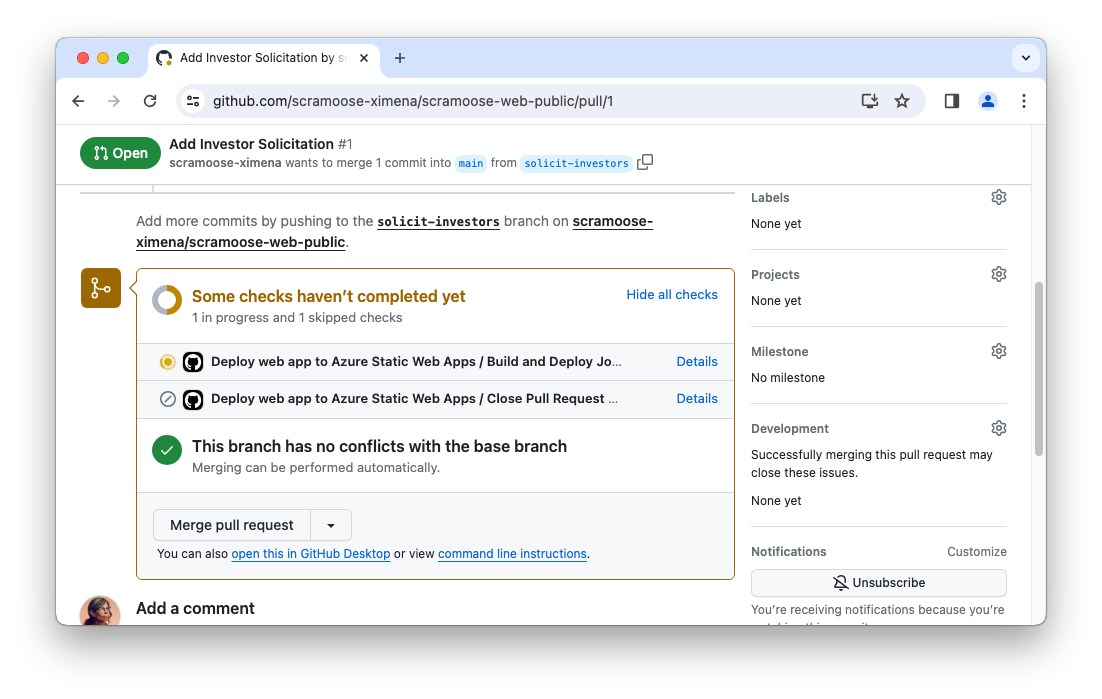 Add Investor Solicitation by s
github.com/scramoose-ximena/scramoose-web-public/pull/1
Open
Add Investor Solicitation #1
scramoose-ximena wants to merge 1 commit into main from solicit-investors
Add more commits by pushing to the solicit-investors branch on scramoose-
ximena/scramoose-web-public.
Some checks haven’t completed yet
Hide all checks
1 in progress and 1 skipped checks
Deploy web app to Azure Static Web Apps / Build and Deploy Jo…
Details
Deploy web app to Azure Static Web Apps / Close Pull Request …
Details
This branch has no conflicts with the base branch
Merging can be performed automatically.
Merge pull request
You can also open this in GitHub Desktop or view command line instructions.
Add a comment
Labels
None yet
Projects
None yet
Milestone
No milestone
Development
Successfully merging this pull request may
close these issues.
None yet
Notifications
Customize
Unsubscribe
You’re receiving notifications because you’re